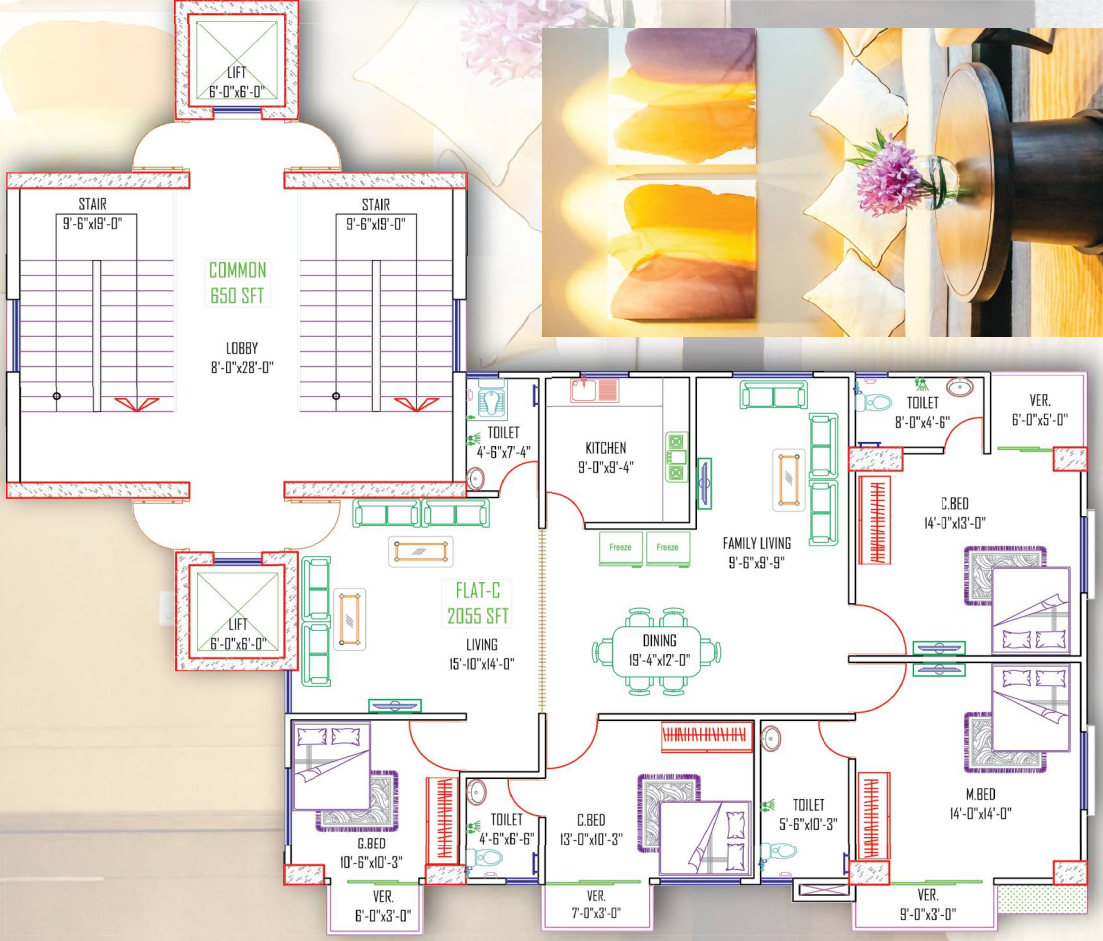 LIFT
6'-0"x6'-0"
STAIR
9'-6"x19'-0"
STAIR
9'-6"x19'-0"
COMMON
650 SFT
LOBBY
8'-0"x28'-0"
TOILET
4'-6"x7'-4"
KITCHEN
9'-0"x9'-4"
TOILET
8'-0"x4'-6"
VER.
6'-0"x5'-0"
C.BED
14'-0"x13'-0"
FAMILY LIVING
9'-6"x9'-9"
Freeze
Freeze
FLAT-C
2055 SFT
LIVING
15'-10"x14'-0"
LIFT
6'-0"x6'-0"
DINING
19'-4"x12'-0"
M.BED
14'-0"x14'-0"
TOILET
5'-6"x10'-3"
C.BED
13'-0"x10'-3"
TOILET
4'-6"x6'-6"
G.BED
10'-6"x10'-3"
VER.
6'-0"x3'-0"
VER.
7'-0"x3'-0"
VER.
9'-0"x3'-0"